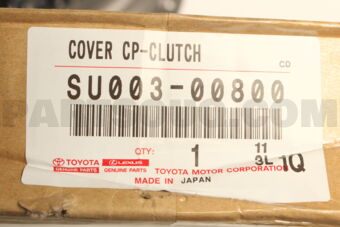 COVER CP-CLUTCH
CD
SU003-00800
QTY: 1 11
3L 1Q
TOYOTA LEXUS
GENUINE PARTS GENUINE PARTS TOYOTA MOTOR CORPORATION
MADE IN JAPAN